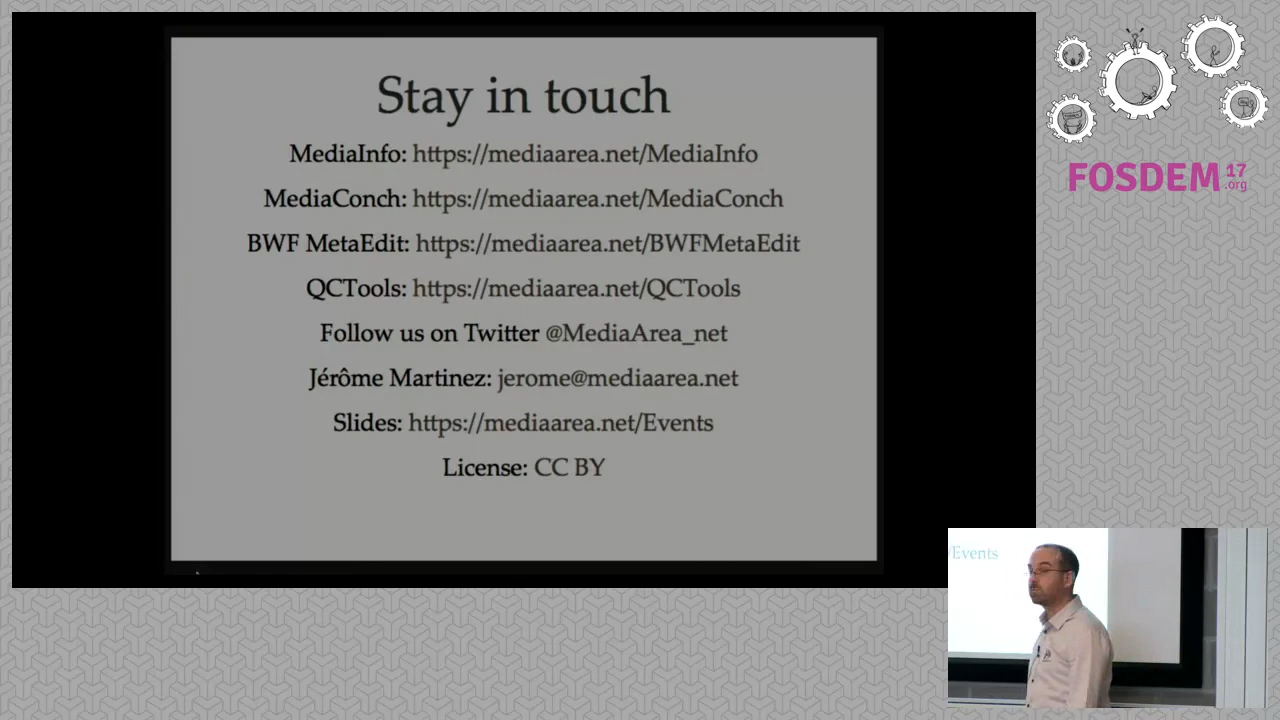 Stay in touch
MediaInfo: https://mediaarea.net/MediaInfo
MediaConch: https://mediaarea.net/MediaConch
BWF MetaEdit: https://mediaarea.net/BWFMetaEdit
QCTools: https://mediaarea.net/QCTools
Follow us on Twitter @MediaArea_net
Jérôme Martinez: jerome@mediaarea.net
Slides: https://mediaarea.net/Events
License: CC BY
FOSDEM 17
.org
/Events